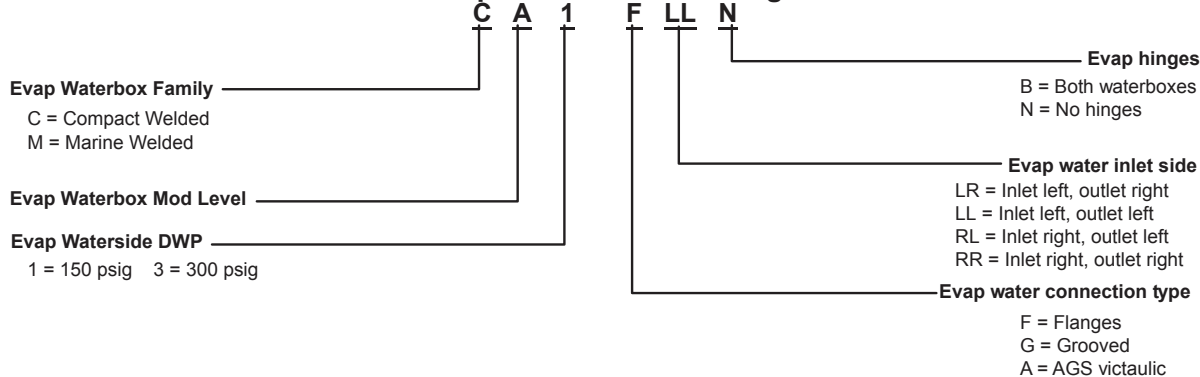 C A 1 F LL N
Evap Waterbox Family
C = Compact Welded
M = Marine Welded
Evap Waterbox Mod Level
Evap Waterside DWP
1 = 150 psig 3 = 300 psig
Evap hinges
B = Both waterboxes
N = No hinges
Evap water inlet side
LR = Inlet left, outlet right
LL = Inlet left, outlet left
RL = Inlet right, outlet left
RR = Inlet right, outlet right
Evap water connection type
F = Flanges
G = Grooved
A = AGS victaulic